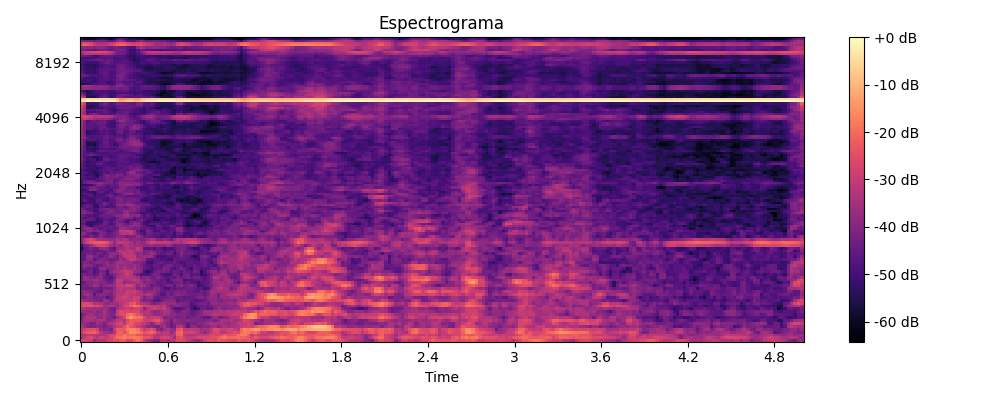 Espectrograma
8192
4096
2048
1024
512
0
Hz
0 0.6 1.2 1.8 2.4 3 3.6 4.2 4.8
Time
+0 dB
-10 dB
-20 dB
-30 dB
-40 dB
-50 dB
-60 dB